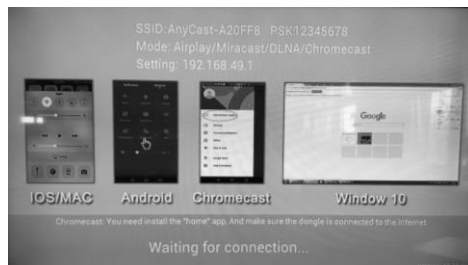 SSID:AnyCast-A20FF8 PSK:12345678
Mode: Airplay/Miracast/DLNA/Chromecast
Setting: 192.168.49.1
Google
IOS/MAC
Android
Chromecast
Window 10
Chromecast: You need install the "home" app, And make sure the dongle is connected to the internet
Waiting for connection...